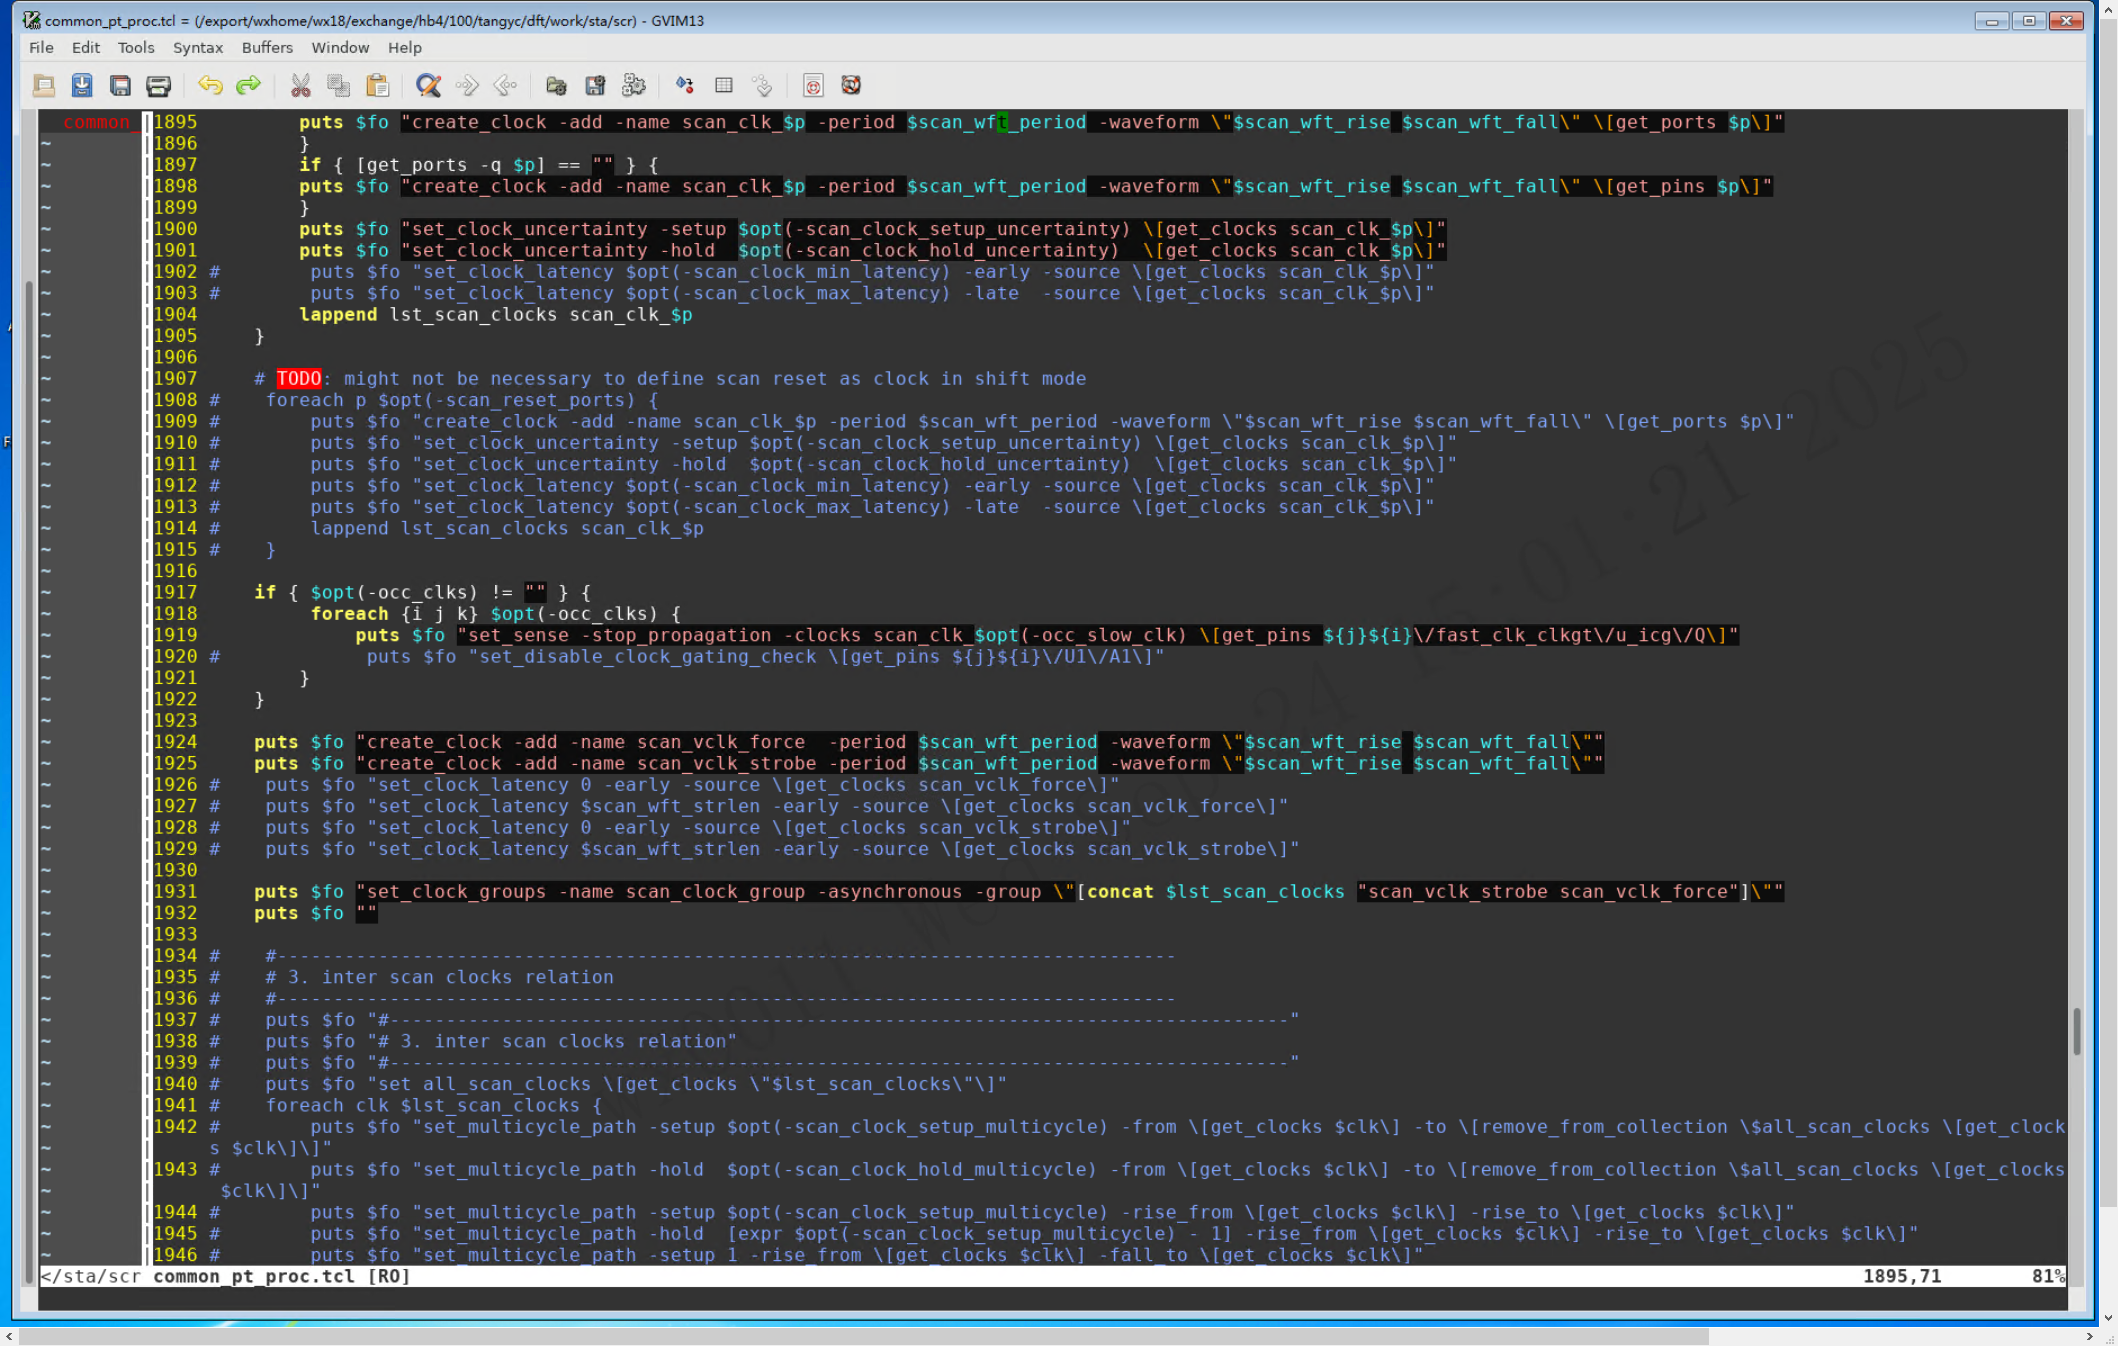 common_pt_proc.tcl = (/export/wxhome/wx18/exchange/hb4/100/tangyc/dft/work/sta/scr) - GVIM13
File Edit Tools Syntax Buffers Window Help
common_ 1895         puts $fo "create_clock -add -name scan_clk_$p -period $scan_wft_period -waveform \"$scan_wft_rise $scan_wft_fall\" \[get_ports $p\]"
~ 1896         }
~ 1897         if { [get_ports -q $p] == "" } {
~ 1898         puts $fo "create_clock -add -name scan_clk_$p -period $scan_wft_period -waveform \"$scan_wft_rise $scan_wft_fall\" \[get_pins $p\]"
~ 1899         }
~ 1900         puts $fo "set_clock_uncertainty -setup $opt(-scan_clock_setup_uncertainty) \[get_clocks scan_clk_$p\]"
~ 1901         puts $fo "set_clock_uncertainty -hold  $opt(-scan_clock_hold_uncertainty)  \[get_clocks scan_clk_$p\]"
~ 1902 #        puts $fo "set_clock_latency $opt(-scan_clock_min_latency) -early -source \[get_clocks scan_clk_$p\]"
~ 1903 #        puts $fo "set_clock_latency $opt(-scan_clock_max_latency) -late  -source \[get_clocks scan_clk_$p\]"
~ 1904         lappend lst_scan_clocks scan_clk_$p
~ 1905     }
~ 1906
~ 1907     # TODO: might not be necessary to define scan reset as clock in shift mode
~ 1908 #    foreach p $opt(-scan_reset_ports) {
~ 1909 #        puts $fo "create_clock -add -name scan_clk_$p -period $scan_wft_period -waveform \"$scan_wft_rise $scan_wft_fall\" \[get_ports $p\]"
~ 1910 #        puts $fo "set_clock_uncertainty -setup $opt(-scan_clock_setup_uncertainty) \[get_clocks scan_clk_$p\]"
~ 1911 #        puts $fo "set_clock_uncertainty -hold  $opt(-scan_clock_hold_uncertainty)  \[get_clocks scan_clk_$p\]"
~ 1912 #        puts $fo "set_clock_latency $opt(-scan_clock_min_latency) -early -source \[get_clocks scan_clk_$p\]"
~ 1913 #        puts $fo "set_clock_latency $opt(-scan_clock_max_latency) -late  -source \[get_clocks scan_clk_$p\]"
~ 1914 #        lappend lst_scan_clocks scan_clk_$p
~ 1915 #    }
~ 1916
~ 1917     if { $opt(-occ_clks) != "" } {
~ 1918          foreach {i j k} $opt(-occ_clks) {
~ 1919              puts $fo "set_sense -stop_propagation -clocks scan_clk_$opt(-occ_slow_clk) \[get_pins ${j}${i}\/fast_clk_clkgt\/u_icg\/Q\]"
~ 1920 #             puts $fo "set_disable_clock_gating_check \[get_pins ${j}${i}\/U1\/A1\]"
~ 1921         }
~ 1922     }
~ 1923
~ 1924     puts $fo "create_clock -add -name scan_vclk_force  -period $scan_wft_period -waveform \"$scan_wft_rise $scan_wft_fall\""
~ 1925     puts $fo "create_clock -add -name scan_vclk_strobe -period $scan_wft_period -waveform \"$scan_wft_rise $scan_wft_fall\""
~ 1926 #    puts $fo "set_clock_latency 0 -early -source \[get_clocks scan_vclk_force\]"
~ 1927 #    puts $fo "set_clock_latency $scan_wft_strlen -early -source \[get_clocks scan_vclk_force\]"
~ 1928 #    puts $fo "set_clock_latency 0 -early -source \[get_clocks scan_vclk_strobe\]"
~ 1929 #    puts $fo "set_clock_latency $scan_wft_strlen -early -source \[get_clocks scan_vclk_strobe\]"
~ 1930
~ 1931     puts $fo "set_clock_groups -name scan_clock_group -asynchronous -group \"[concat $lst_scan_clocks "scan_vclk_strobe scan_vclk_force"]\""
~ 1932     puts $fo ""
~ 1933
~ 1934 #    #--------------------------------------------------------------------------------
~ 1935 #    # 3. inter scan clocks relation
~ 1936 #    #--------------------------------------------------------------------------------
~ 1937 #    puts $fo "#--------------------------------------------------------------------------------"
~ 1938 #    puts $fo "# 3. inter scan clocks relation"
~ 1939 #    puts $fo "#--------------------------------------------------------------------------------"
~ 1940 #    puts $fo "set all_scan_clocks \[get_clocks \"$lst_scan_clocks\"\]"
~ 1941 #    foreach clk $lst_scan_clocks {
~ 1942 #        puts $fo "set_multicycle_path -setup $opt(-scan_clock_setup_multicycle) -from \[get_clocks $clk\] -to \[remove_from_collection \$all_scan_clocks \[get_clock
~ s $clk\]\]"
~ 1943 #        puts $fo "set_multicycle_path -hold  $opt(-scan_clock_hold_multicycle) -from \[get_clocks $clk\] -to \[remove_from_collection \$all_scan_clocks \[get_clocks
~ $clk\]\]"
~ 1944 #        puts $fo "set_multicycle_path -setup $opt(-scan_clock_setup_multicycle) -rise_from \[get_clocks $clk\] -rise_to \[get_clocks $clk\]"
~ 1945 #        puts $fo "set_multicycle_path -hold  [expr $opt(-scan_clock_setup_multicycle) - 1] -rise_from \[get_clocks $clk\] -rise_to \[get_clocks $clk\]"
~ 1946 #        puts $fo "set_multicycle_path -setup 1 -rise_from \[get_clocks $clk\] -fall_to \[get_clocks $clk\]"
</sta/scr common_pt_proc.tcl [RO] 1895,71 81%